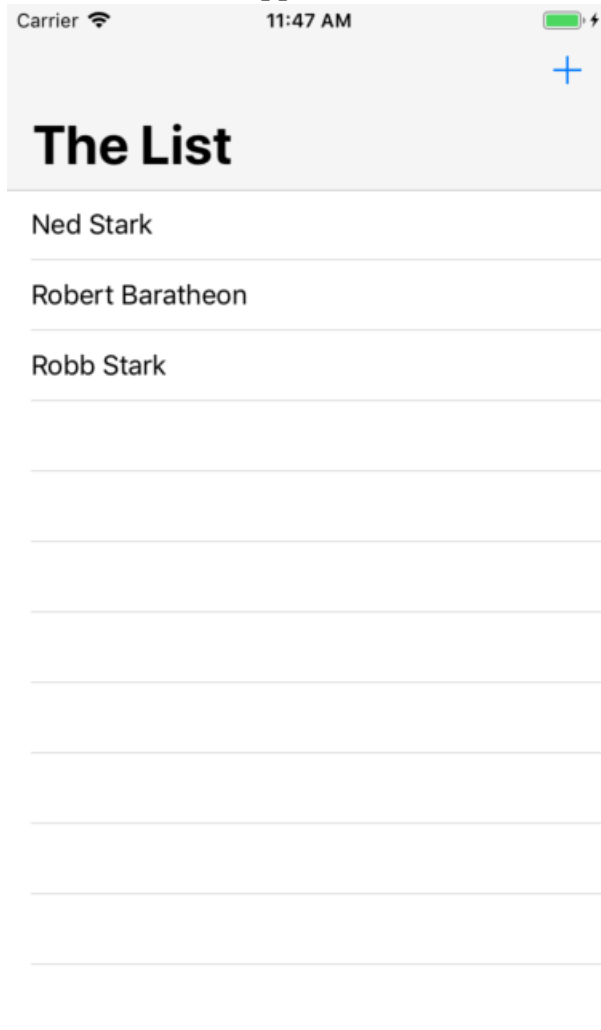 Carrier 11:47 AM
+
The List
Ned Stark
Robert Baratheon
Robb Stark